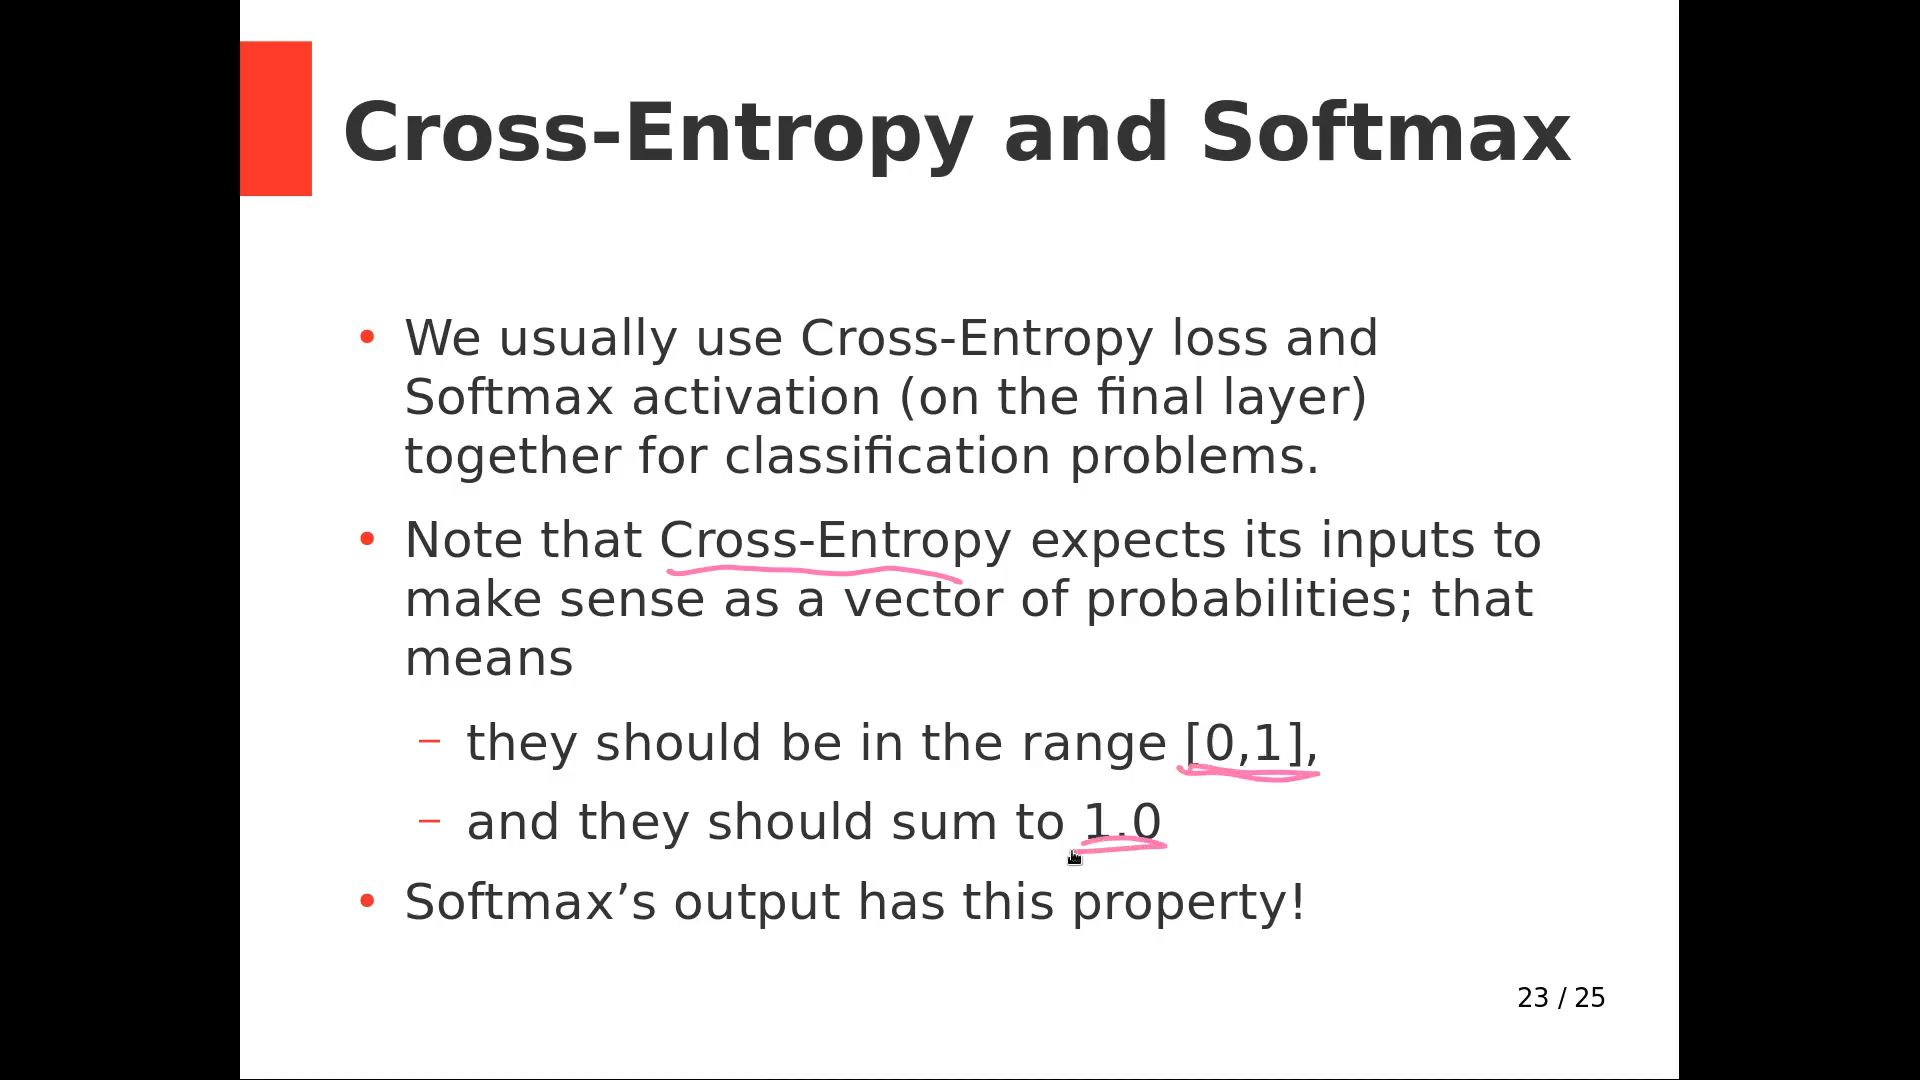 Cross-Entropy and Softmax
• We usually use Cross-Entropy loss and
Softmax activation (on the final layer)
together for classification problems.
• Note that Cross-Entropy expects its inputs to
make sense as a vector of probabilities; that
means
– they should be in the range [0,1],
– and they should sum to 1.0
• Softmax’s output has this property!
23 / 25